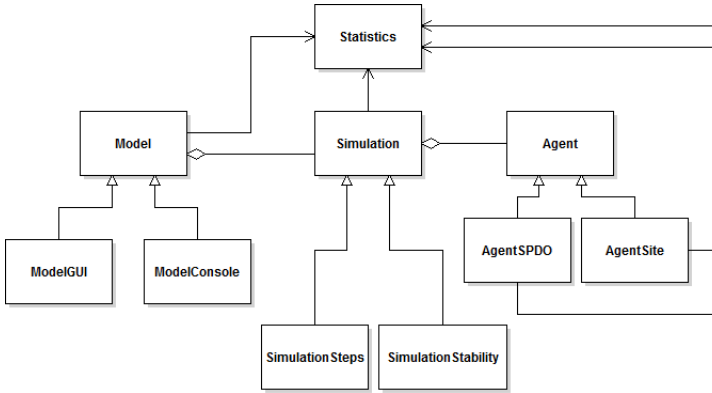 Statistics
Model
Simulation
Agent
ModelGUI
ModelConsole
AgentSPDO
AgentSite
SimulationSteps
SimulationStability